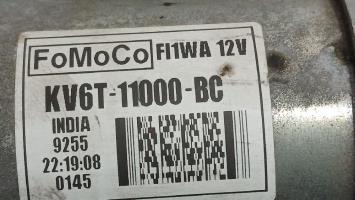 FoMoCo FI1WA 12V
KV6T-11000-BC
INDIA
9255
22:19:08
0145